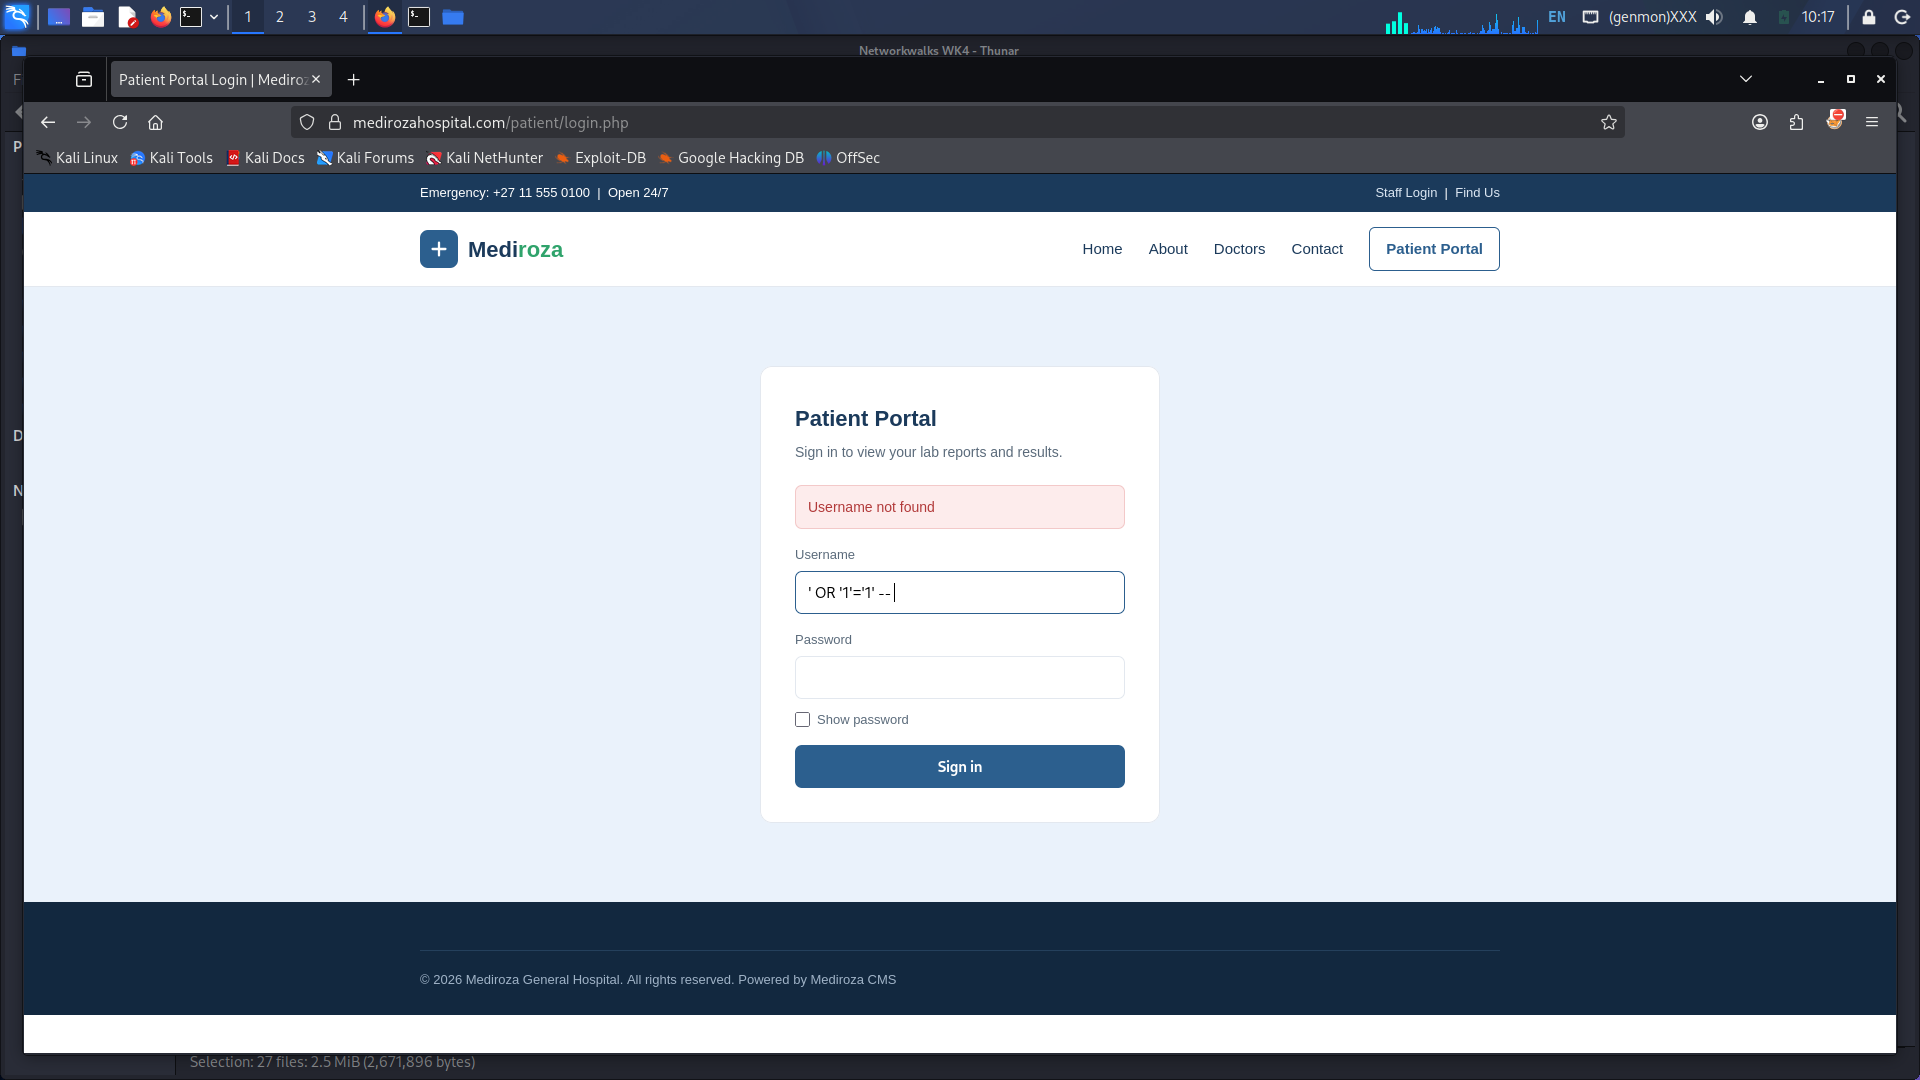 1 2 3 4 EN (genmon)XXX 10:17
Networkwalks WK4 - Thunar
Patient Portal Login | Mediroz
medirozahospital.com/patient/login.php
Kali Linux Kali Tools Kali Docs Kali Forums Kali NetHunter Exploit-DB Google Hacking DB OffSec
Emergency: +27 11 555 0100 | Open 24/7 Staff Login | Find Us
Mediroza Home About Doctors Contact Patient Portal
Patient Portal
Sign in to view your lab reports and results.
Username not found
Username
' OR '1'='1' --
Password
Show password
Sign in
© 2026 Mediroza General Hospital. All rights reserved. Powered by Mediroza CMS
Selection: 27 files: 2.5 MiB (2,671,896 bytes)